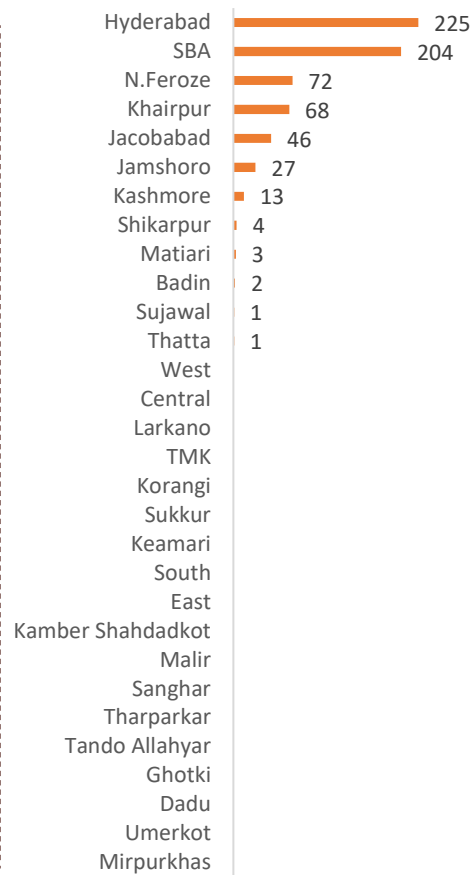 Hyderabad 225
SBA 204
N.Feroze 72
Khairpur 68
Jacobabad 46
Jamshoro 27
Kashmore 13
Shikarpur 4
Matiari 3
Badin 2
Sujawal 1
Thatta 1
West
Central
Larkano
TMK
Korangi
Sukkur
Keamari
South
East
Kamber Shahdadkot
Malir
Sanghar
Tharparkar
Tando Allahyar
Ghotki
Dadu
Umerkot
Mirpurkhas